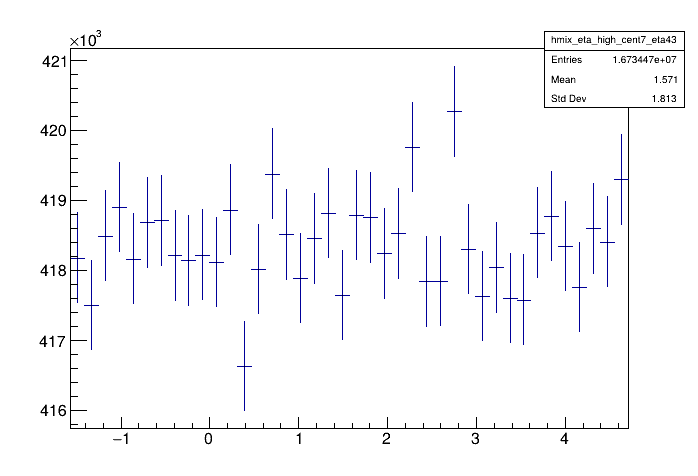 ×10³
hmix_eta_high_cent7_eta43
Entries 1.673447e+07
Mean 1.571
Std Dev 1.813
421
420
419
418
417
416
−1 0 1 2 3 4